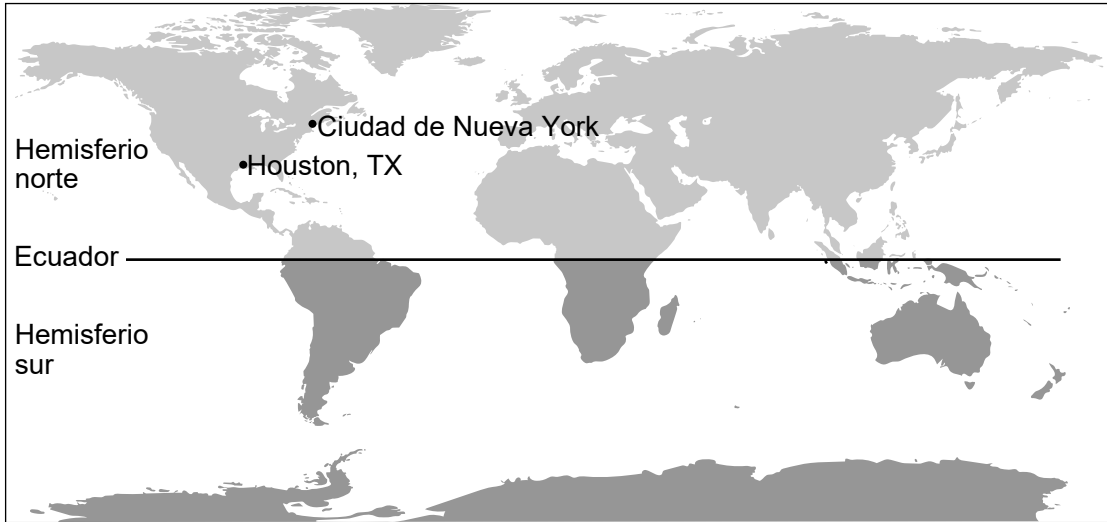 Ciudad de Nueva York
Hemisferio
norte
Houston, TX
Ecuador
Hemisferio
sur